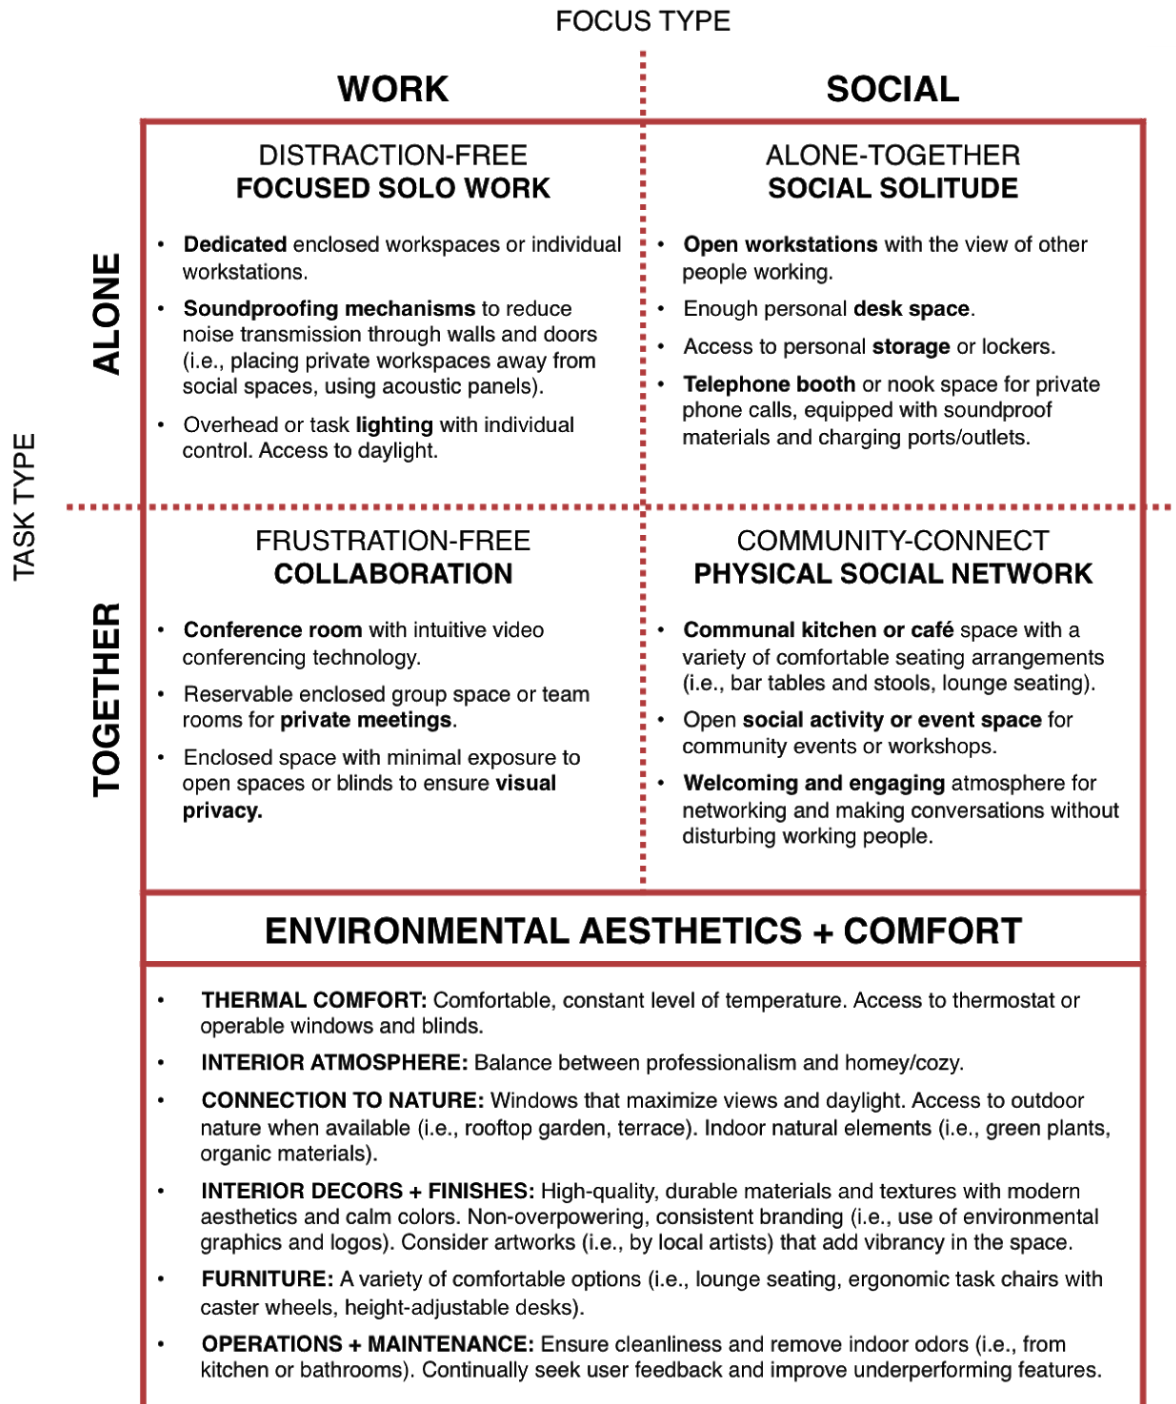 FOCUS TYPE
WORK
SOCIAL
TASK TYPE
ALONE
DISTRACTION-FREE
FOCUSED SOLO WORK
• Dedicated enclosed workspaces or individual
workstations.
• Soundproofing mechanisms to reduce
noise transmission through walls and doors
(i.e., placing private workspaces away from
social spaces, using acoustic panels).
• Overhead or task lighting with individual
control. Access to daylight.
ALONE-TOGETHER
SOCIAL SOLITUDE
• Open workstations with the view of other
people working.
• Enough personal desk space.
• Access to personal storage or lockers.
• Telephone booth or nook space for private
phone calls, equipped with soundproof
materials and charging ports/outlets.
TOGETHER
FRUSTRATION-FREE
COLLABORATION
• Conference room with intuitive video
conferencing technology.
• Reservable enclosed group space or team
rooms for private meetings.
• Enclosed space with minimal exposure to
open spaces or blinds to ensure visual
privacy.
COMMUNITY-CONNECT
PHYSICAL SOCIAL NETWORK
• Communal kitchen or café space with a
variety of comfortable seating arrangements
(i.e., bar tables and stools, lounge seating).
• Open social activity or event space for
community events or workshops.
• Welcoming and engaging atmosphere for
networking and making conversations without
disturbing working people.
ENVIRONMENTAL AESTHETICS + COMFORT
• THERMAL COMFORT: Comfortable, constant level of temperature. Access to thermostat or
operable windows and blinds.
• INTERIOR ATMOSPHERE: Balance between professionalism and homey/cozy.
• CONNECTION TO NATURE: Windows that maximize views and daylight. Access to outdoor
nature when available (i.e., rooftop garden, terrace). Indoor natural elements (i.e., green plants,
organic materials).
• INTERIOR DECORS + FINISHES: High-quality, durable materials and textures with modern
aesthetics and calm colors. Non-overpowering, consistent branding (i.e., use of environmental
graphics and logos). Consider artworks (i.e., by local artists) that add vibrancy in the space.
• FURNITURE: A variety of comfortable options (i.e., lounge seating, ergonomic task chairs with
caster wheels, height-adjustable desks).
• OPERATIONS + MAINTENANCE: Ensure cleanliness and remove indoor odors (i.e., from
kitchen or bathrooms). Continually seek user feedback and improve underperforming features.